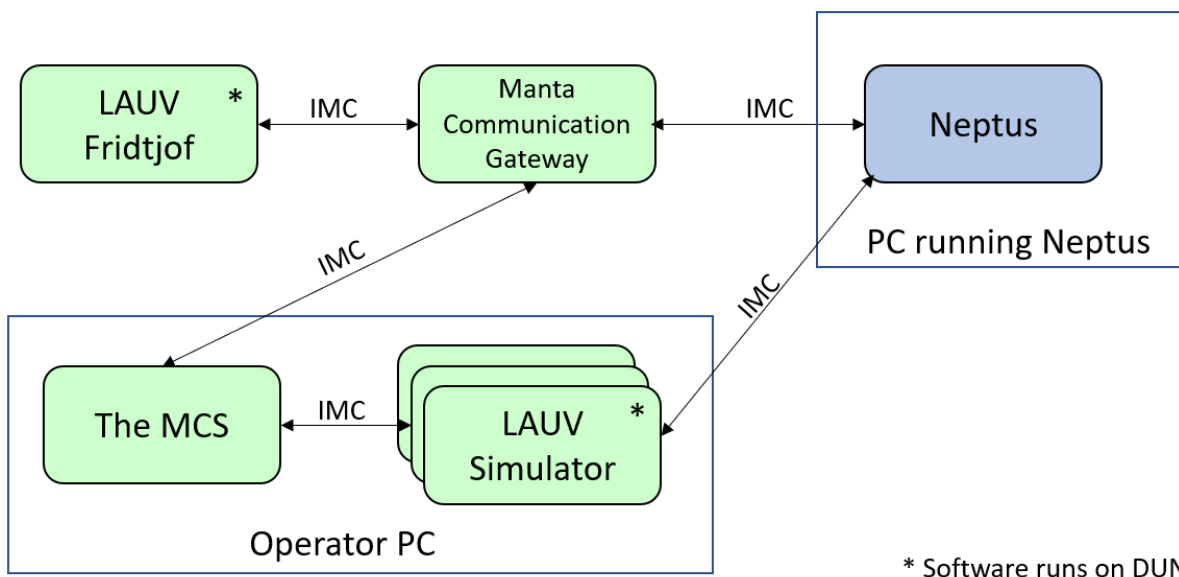 LAUV *
Fridtjof
IMC
Manta
Communication
Gateway
IMC
Neptus
PC running Neptus
IMC
IMC
The MCS
IMC
LAUV *
Simulator
Operator PC
* Software runs on DUN